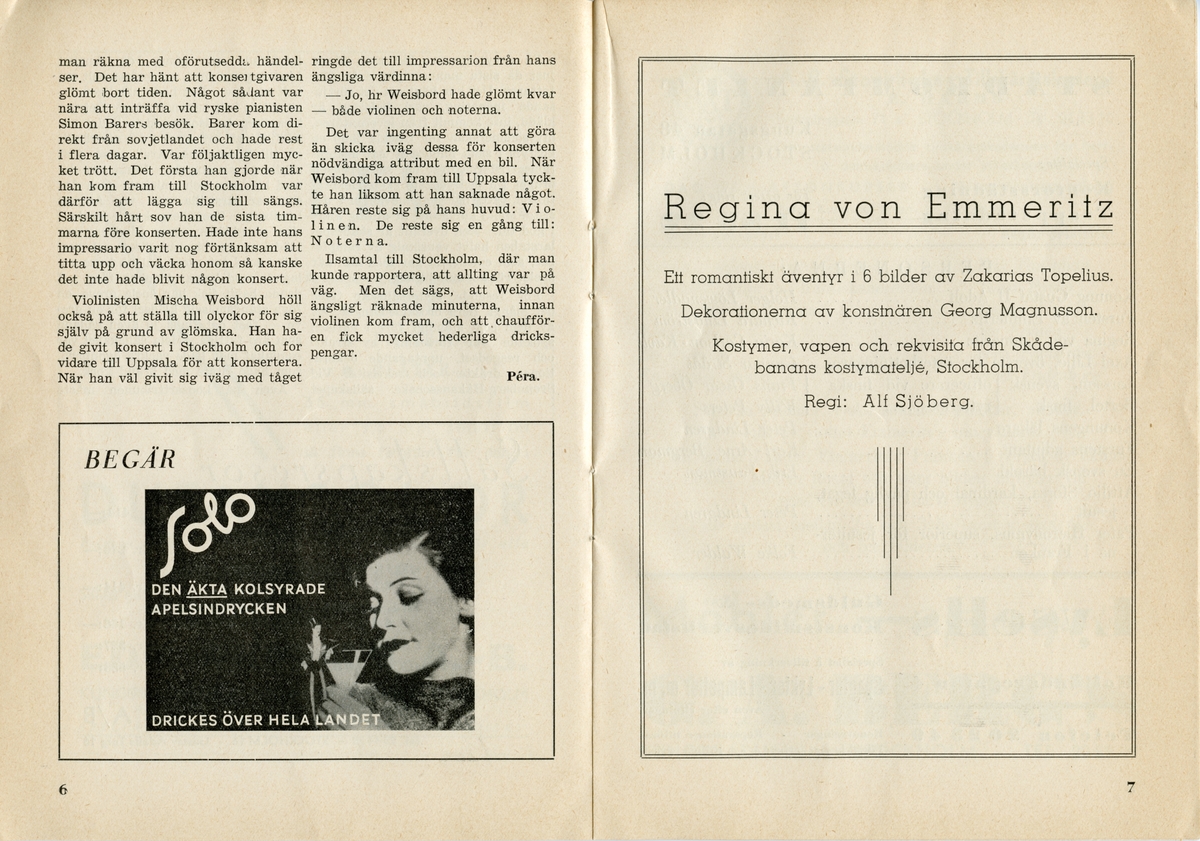 man räkna med oförutsedda händel-
ser. Det har hänt att konsertgivaren
glömt bort tiden. Något sådant var
nära att inträffa vid ryske pianisten
Simon Barers besök. Barer kom di-
rekt från sovjetlandet och hade rest
i flera dagar. Var följaktligen myc-
ket trött. Det första han gjorde när
han kom fram till Stockholm var
därför att lägga sig till sängs.
Särskilt hårt sov han de sista tim-
marna före konserten. Hade inte hans
impressario varit nog förtänksam att
titta upp och väcka honom så kanske
det inte hade blivit någon konsert.
Violinisten Mischa Weisbord höll
också på att ställa till olyckor för sig
själv på grund av glömska. Han ha-
de givit konsert i Stockholm och for
vidare till Uppsala för att konsertera.
När han väl givit sig iväg med tåget
ringde det till impressarion från hans
ängsliga värdinna:
— Jo, hr Weisbord hade glömt kvar
— både violinen och noterna.
Det var ingenting annat att göra
än skicka iväg dessa för konserten
nödvändiga attribut med en bil. När
Weisbord kom fram till Uppsala tyck-
te han liksom att han saknade något.
Håren reste sig på hans huvud: Vio-
linen. De reste sig en gång till:
Noterna.
Ilsamtal till Stockholm, där man
kunde rapportera, att allting var på
väg. Men det sägs, att Weisbord
ängsligt räknade minuterna, innan
violinen kom fram, och att chaufför-
en fick mycket hederliga dricks-
pengar.
Péra.
BEGÄR
Solo
DEN ÄKTA KOLSYRADE
APELSINDRYCKEN
DRICKES ÖVER HELA LANDET
6
Regina von Emmeritz
Ett romantiskt äventyr i 6 bilder av Zakarias Topelius.
Dekorationerna av konstnären Georg Magnusson.
Kostymer, vapen och rekvisita från Skåde-
banans kostymateljé, Stockholm.
Regi: Alf Sjöberg.
7